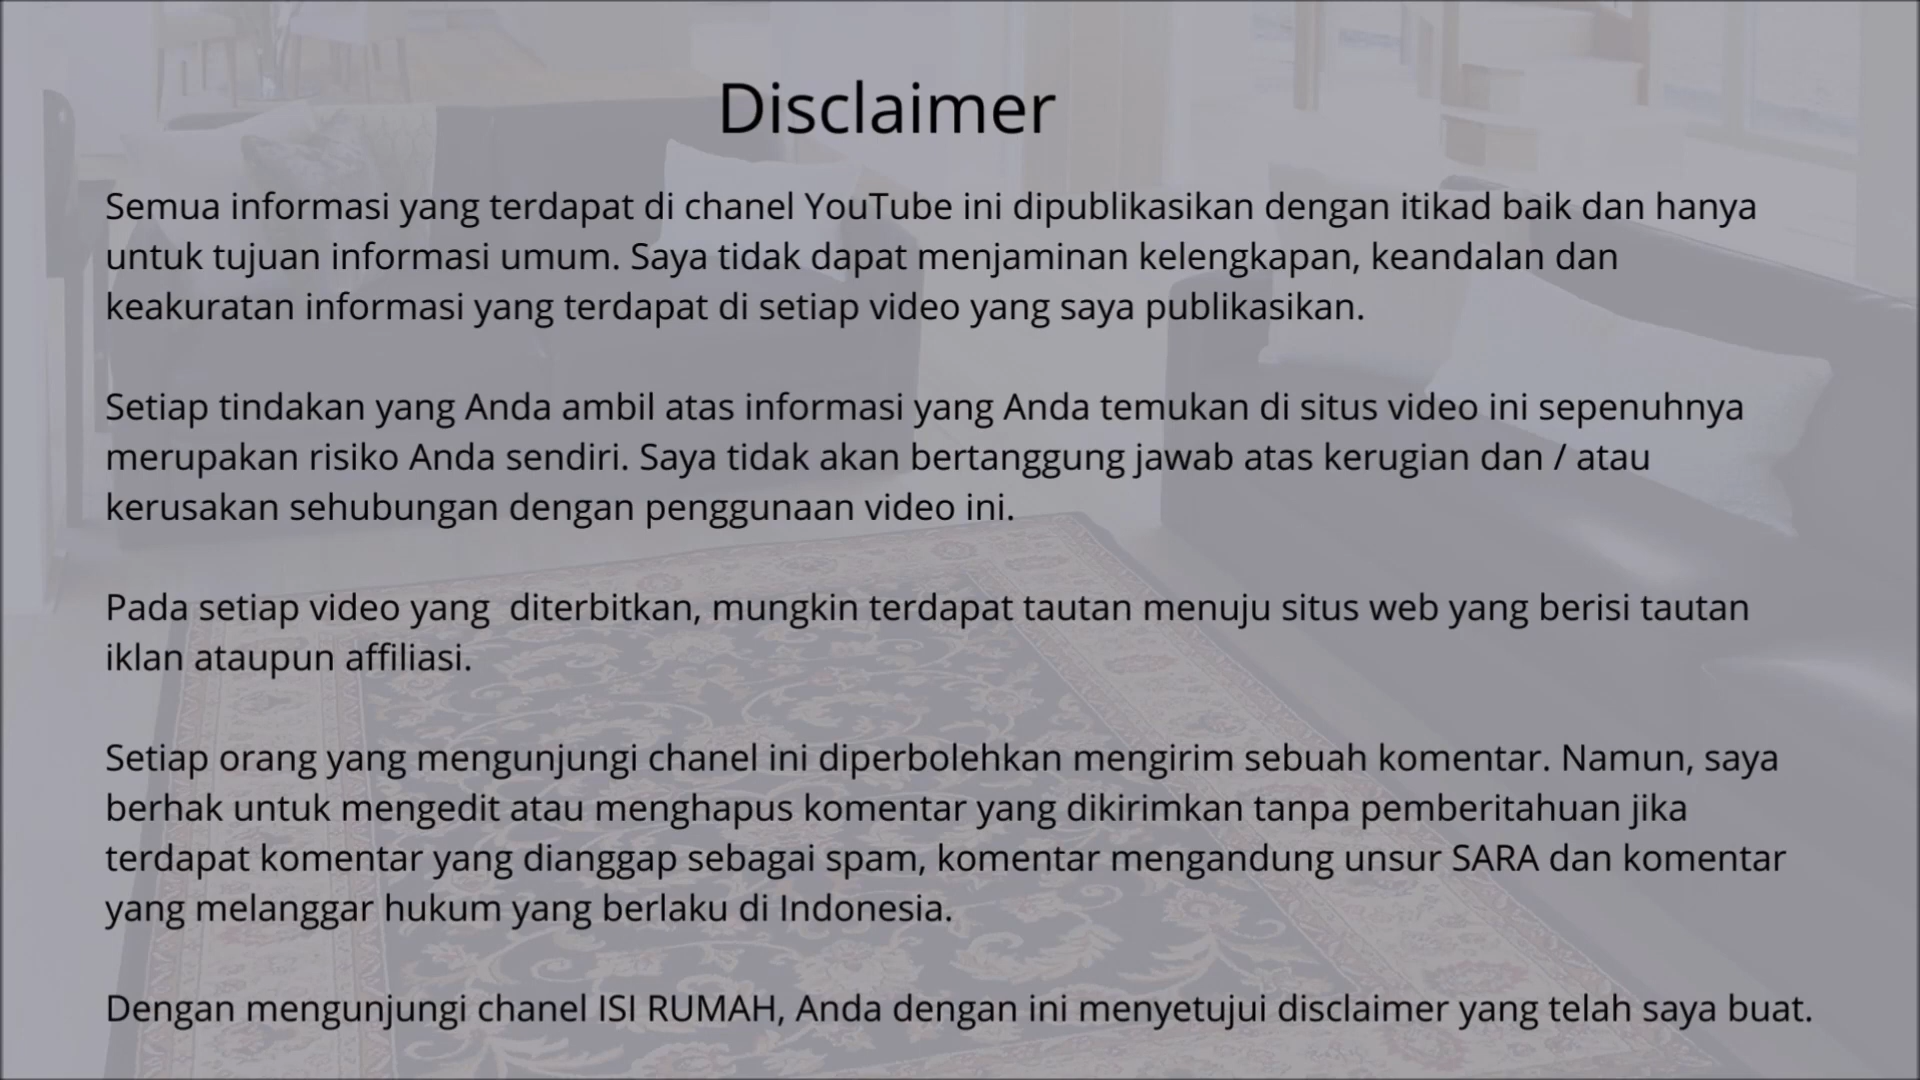 Disclaimer
Semua informasi yang terdapat di chanel YouTube ini dipublikasikan dengan itikad baik dan hanya
untuk tujuan informasi umum. Saya tidak dapat menjaminan kelengkapan, keandalan dan
keakuratan informasi yang terdapat di setiap video yang saya publikasikan.
Setiap tindakan yang Anda ambil atas informasi yang Anda temukan di situs video ini sepenuhnya
merupakan risiko Anda sendiri. Saya tidak akan bertanggung jawab atas kerugian dan / atau
kerusakan sehubungan dengan penggunaan video ini.
Pada setiap video yang  diterbitkan, mungkin terdapat tautan menuju situs web yang berisi tautan
iklan ataupun affiliasi.
Setiap orang yang mengunjungi chanel ini diperbolehkan mengirim sebuah komentar. Namun, saya
berhak untuk mengedit atau menghapus komentar yang dikirimkan tanpa pemberitahuan jika
terdapat komentar yang dianggap sebagai spam, komentar mengandung unsur SARA dan komentar
yang melanggar hukum yang berlaku di Indonesia.
Dengan mengunjungi chanel ISI RUMAH, Anda dengan ini menyetujui disclaimer yang telah saya buat.